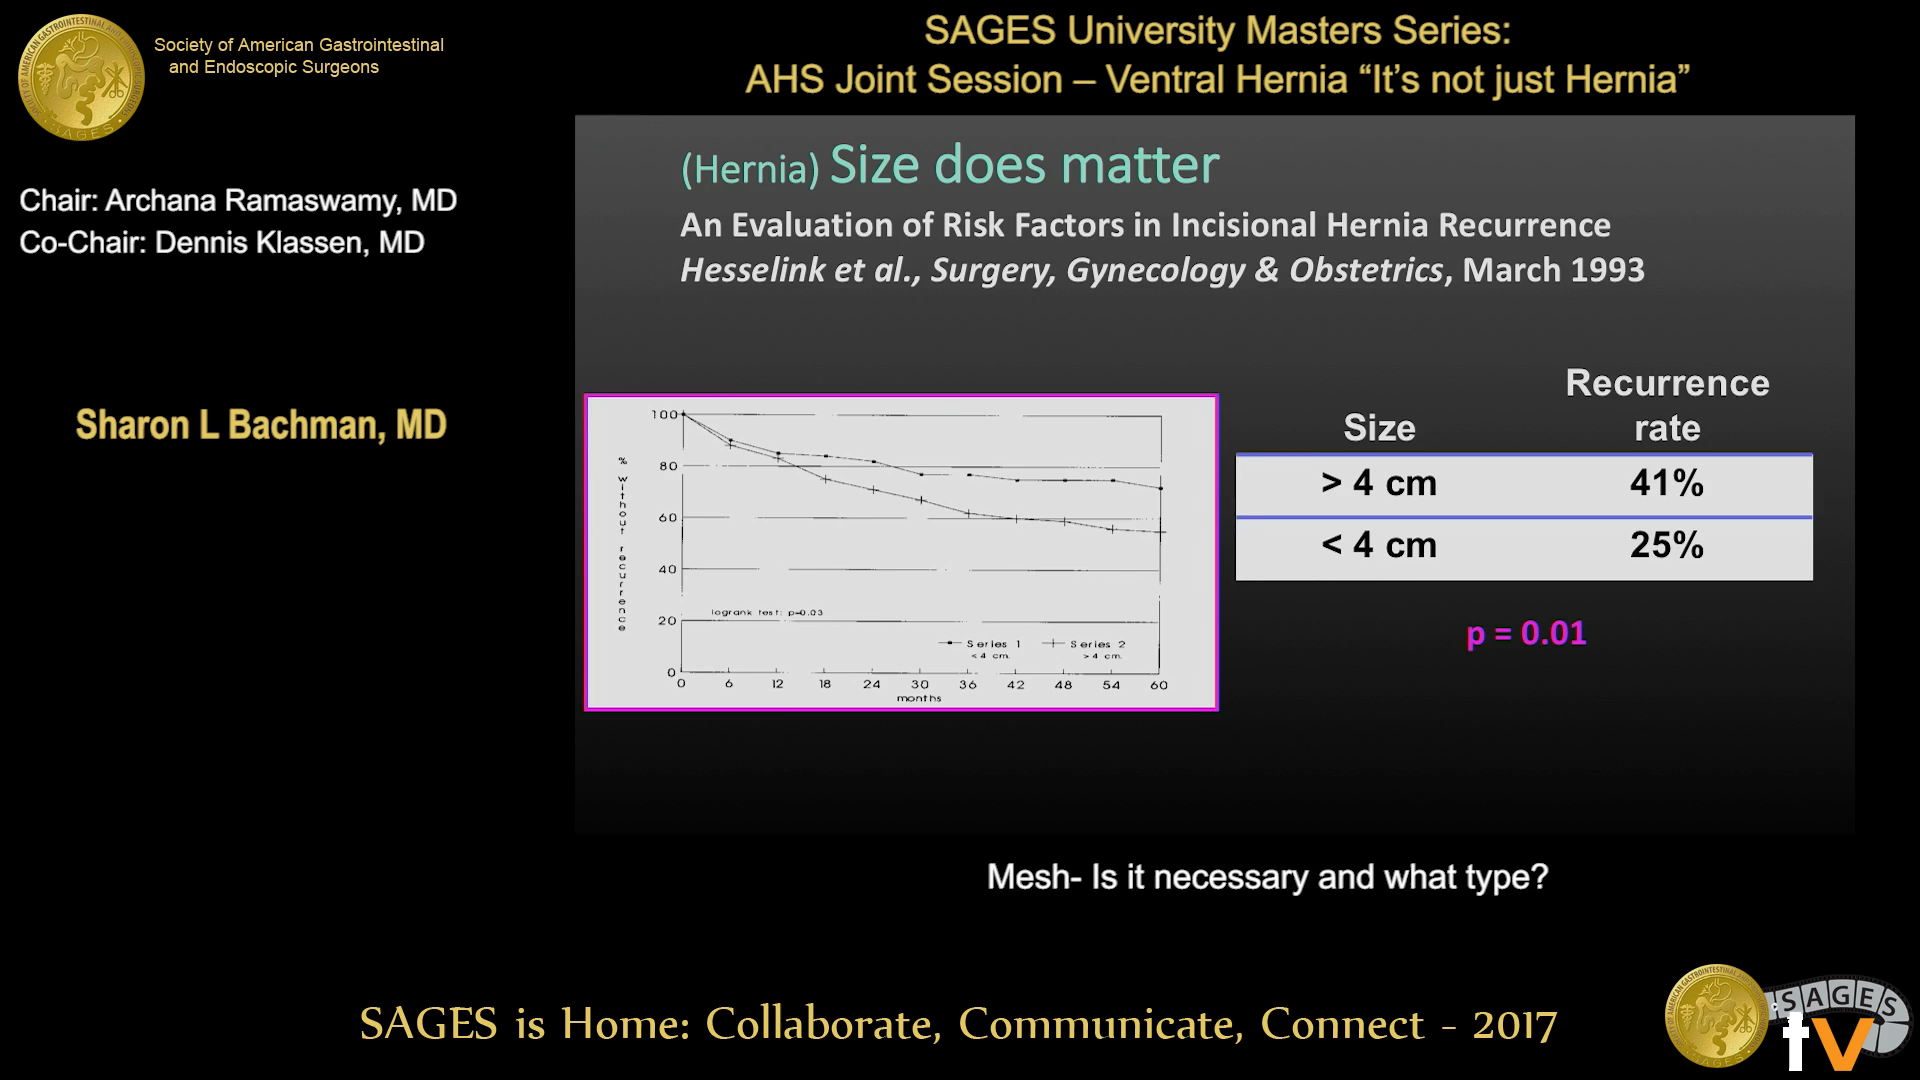 Society of American Gastrointestinal
and Endoscopic Surgeons
SAGES University Masters Series:
AHS Joint Session – Ventral Hernia “It’s not just Hernia”
Chair: Archana Ramaswamy, MD
Co-Chair: Dennis Klassen, MD
Sharon L Bachman, MD
(Hernia) Size does matter
An Evaluation of Risk Factors in Incisional Hernia Recurrence
Hesselink et al., Surgery, Gynecology & Obstetrics, March 1993
% without recurrence
100
80
60
40
20
0
logrank test: p=0.03
Series 1 Series 2
< 4 cm. > 4 cm.
0 6 12 18 24 30 36 42 48 54 60
months
Size Recurrence rate
> 4 cm 41%
< 4 cm 25%
p = 0.01
Mesh- Is it necessary and what type?
SAGES is Home: Collaborate, Communicate, Connect - 2017
SAGES
tv